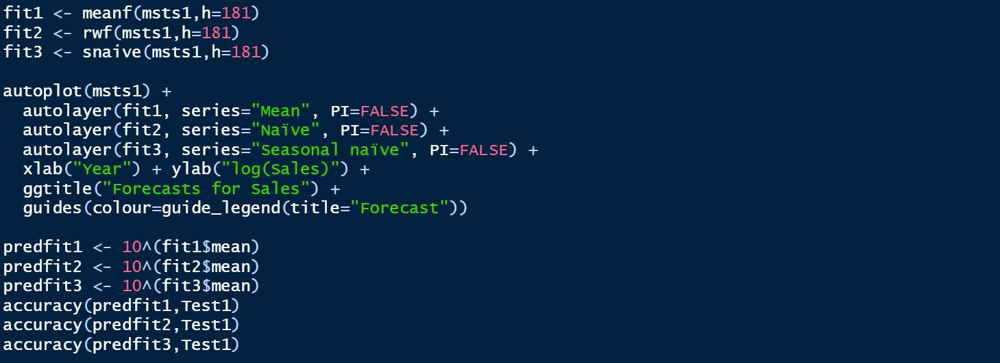 fit1 <- meanf(msts1,h=181)
fit2 <- rwf(msts1,h=181)
fit3 <- snaive(msts1,h=181)

autoplot(msts1) +
  autolayer(fit1, series="Mean", PI=FALSE) +
  autolayer(fit2, series="Naïve", PI=FALSE) +
  autolayer(fit3, series="Seasonal naïve", PI=FALSE) +
  xlab("Year") + ylab("log(Sales)") +
  ggtitle("Forecasts for Sales") +
  guides(colour=guide_legend(title="Forecast"))

predfit1 <- 10^(fit1$mean)
predfit2 <- 10^(fit2$mean)
predfit3 <- 10^(fit3$mean)
accuracy(predfit1,Test1)
accuracy(predfit2,Test1)
accuracy(predfit3,Test1)